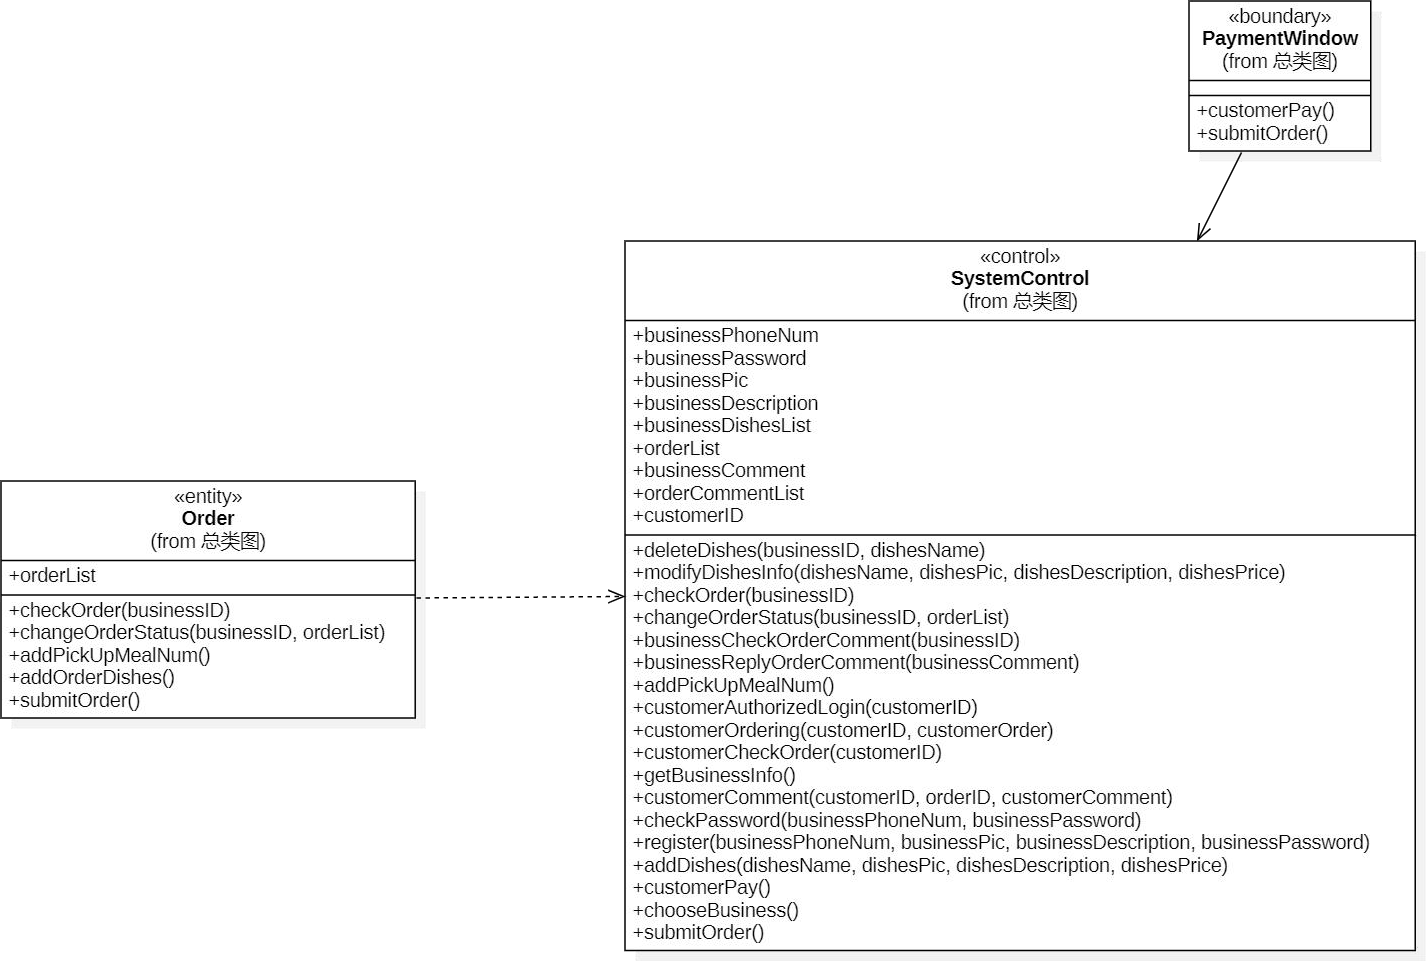 «boundary»
PaymentWindow
(from 总类图)
+customerPay()
+submitOrder()
«control»
SystemControl
(from 总类图)
+businessPhoneNum
+businessPassword
+businessPic
+businessDescription
+businessDishesList
+orderList
+businessComment
+orderCommentList
+customerID
+deleteDishes(businessID, dishesName)
+modifyDishesInfo(dishesName, dishesPic, dishesDescription, dishesPrice)
+checkOrder(businessID)
+changeOrderStatus(businessID, orderList)
+businessCheckOrderComment(businessID)
+businessReplyOrderComment(businessComment)
+addPickUpMealNum()
+customerAuthorizedLogin(customerID)
+customerOrdering(customerID, customerOrder)
+customerCheckOrder(customerID)
+getBusinessInfo()
+customerComment(customerID, orderID, customerComment)
+checkPassword(businessPhoneNum, businessPassword)
+register(businessPhoneNum, businessPic, businessDescription, businessPassword)
+addDishes(dishesName, dishesPic, dishesDescription, dishesPrice)
+customerPay()
+chooseBusiness()
+submitOrder()
«entity»
Order
(from 总类图)
+orderList
+checkOrder(businessID)
+changeOrderStatus(businessID, orderList)
+addPickUpMealNum()
+addOrderDishes()
+submitOrder()